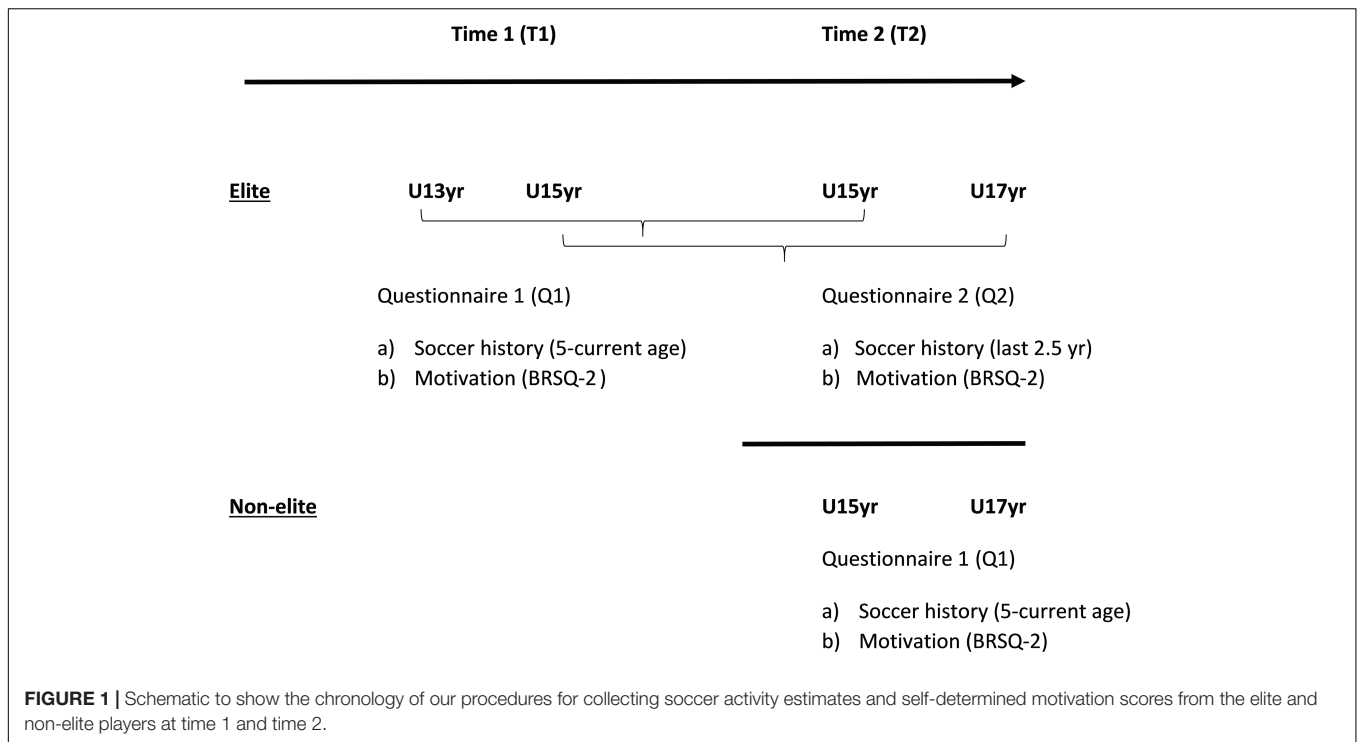 Time 1 (T1) Time 2 (T2)
Elite U13yr U15yr U15yr U17yr
Questionnaire 1 (Q1) Questionnaire 2 (Q2)
a) Soccer history (5-current age) a) Soccer history (last 2.5 yr)
b) Motivation (BRSQ-2) b) Motivation (BRSQ-2)
Non-elite U15yr U17yr
Questionnaire 1 (Q1)
a) Soccer history (5-current age)
b) Motivation (BRSQ-2)
FIGURE 1 | Schematic to show the chronology of our procedures for collecting soccer activity estimates and self-determined motivation scores from the elite and
non-elite players at time 1 and time 2.